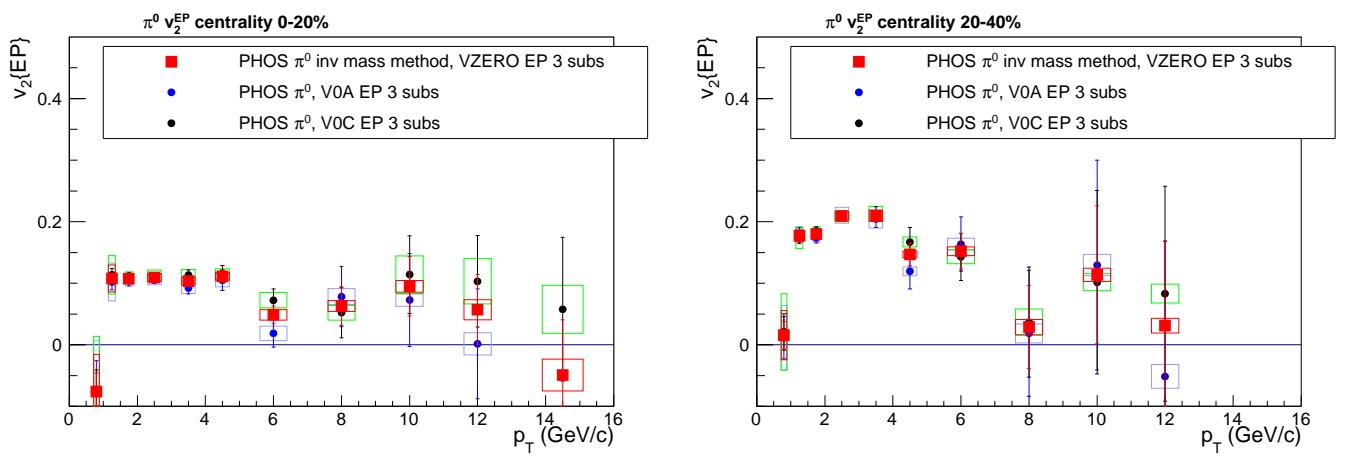 π⁰ v₂^EP centrality 0-20%
v₂{EP}
PHOS π⁰ inv mass method, VZERO EP 3 subs
PHOS π⁰, V0A EP 3 subs
PHOS π⁰, V0C EP 3 subs
0.4
0.2
0
0 2 4 6 8 10 12 14 16
p_T (GeV/c)
π⁰ v₂^EP centrality 20-40%
v₂{EP}
PHOS π⁰ inv mass method, VZERO EP 3 subs
PHOS π⁰, V0A EP 3 subs
PHOS π⁰, V0C EP 3 subs
0.4
0.2
0
0 2 4 6 8 10 12 14 16
p_T (GeV/c)